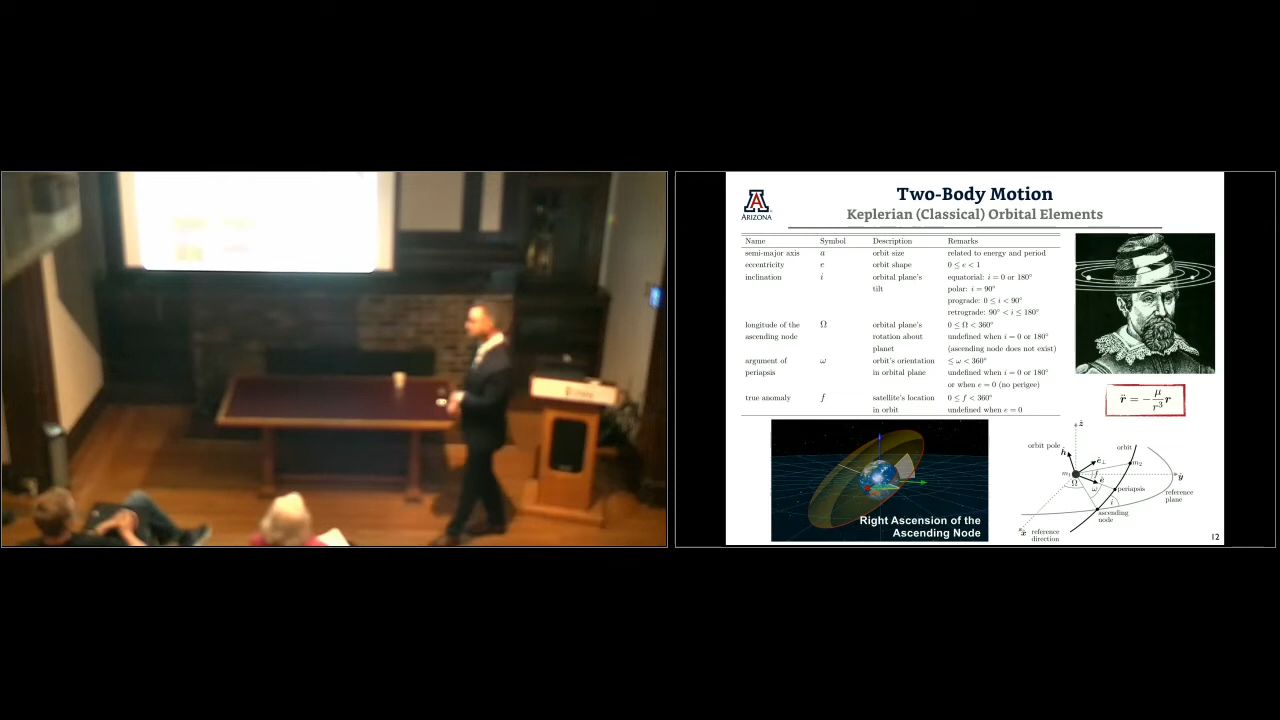 Two-Body Motion
Keplerian (Classical) Orbital Elements
ARIZONA
Name Symbol Description Remarks
semi-major axis a orbit size related to energy and period
eccentricity e orbit shape 0 ≤ e < 1
inclination i orbital plane's equatorial: i = 0 or 180°
tilt polar: i = 90°
prograde: 0 ≤ i < 90°
retrograde: 90° < i ≤ 180°
longitude of the Ω orbital plane's 0 ≤ Ω < 360°
ascending node rotation about undefined when i = 0 or 180°
planet (ascending node does not exist)
argument of ω orbit's orientation ≤ ω < 360°
periapsis in orbital plane undefined when i = 0 or 180°
or when e = 0 (no perigee)
true anomaly f satellite's location 0 ≤ f < 360°
in orbit undefined when e = 0
r̈ = −μ/r³ r
Right Ascension of the
Ascending Node
ẑ
orbit pole
ĥ
orbit
ê⊥
m₂
m₁
f
ê
ŷ
Ω
ω
periapsis
reference
plane
i
ascending
node
x̂
reference
direction
12